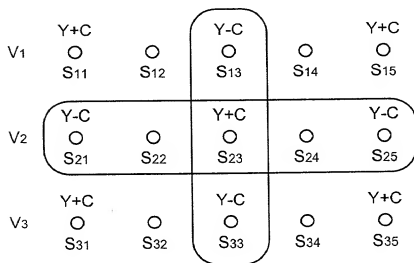 Y+C Y-C Y+C
V1
S11 S12 S13 S14 S15
Y-C Y+C Y-C
V2
S21 S22 S23 S24 S25
Y+C Y-C Y+C
V3
S31 S32 S33 S34 S35